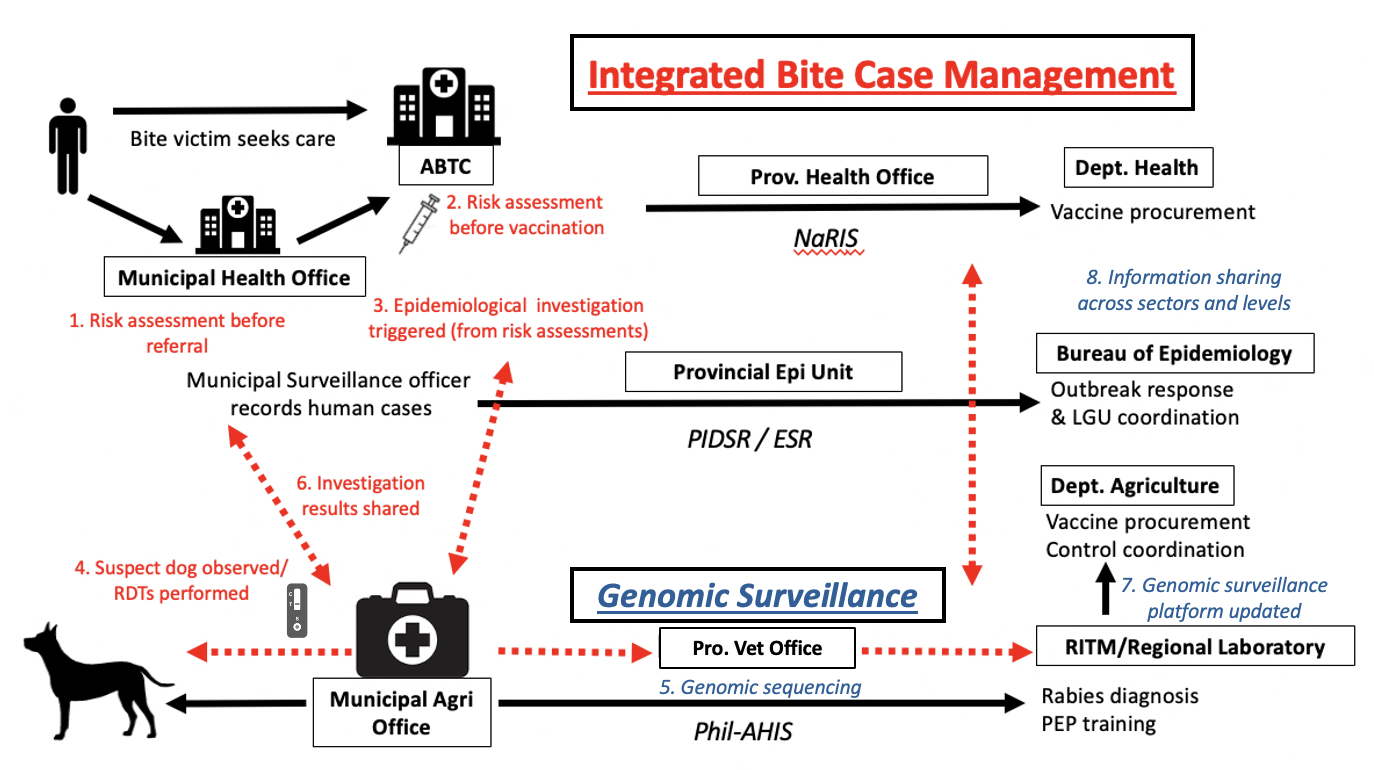 Integrated Bite Case Management
Bite victim seeks care
ABTC
Prov. Health Office
Dept. Health
2. Risk assessment
before vaccination
Vaccine procurement
NaRIS
Municipal Health Office
8. Information sharing
across sectors and levels
1. Risk assessment before
referral
3. Epidemiological investigation
triggered (from risk assessments)
Municipal Surveillance officer
records human cases
Provincial Epi Unit
Bureau of Epidemiology
Outbreak response
& LGU coordination
PIDSR / ESR
6. Investigation
results shared
Dept. Agriculture
Vaccine procurement
Control coordination
4. Suspect dog observed/
RDTs performed
C
T
S
Genomic Surveillance
7. Genomic surveillance
platform updated
Pro. Vet Office
RITM/Regional Laboratory
5. Genomic sequencing
Municipal Agri
Office
Phil-AHIS
Rabies diagnosis
PEP training